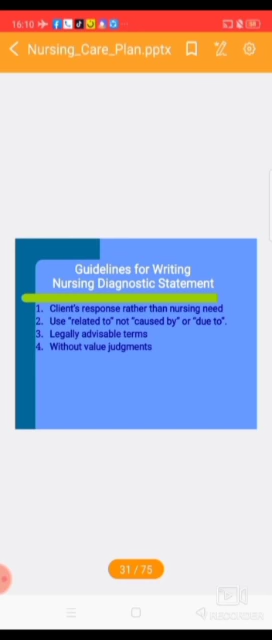 16:10
Nursing_Care_Plan.pptx
Guidelines for Writing
Nursing Diagnostic Statement
1. Client's response rather than nursing need
2. Use "related to" not "caused by" or "due to".
3. Legally advisable terms
4. Without value judgments
31 / 75
RECORDER